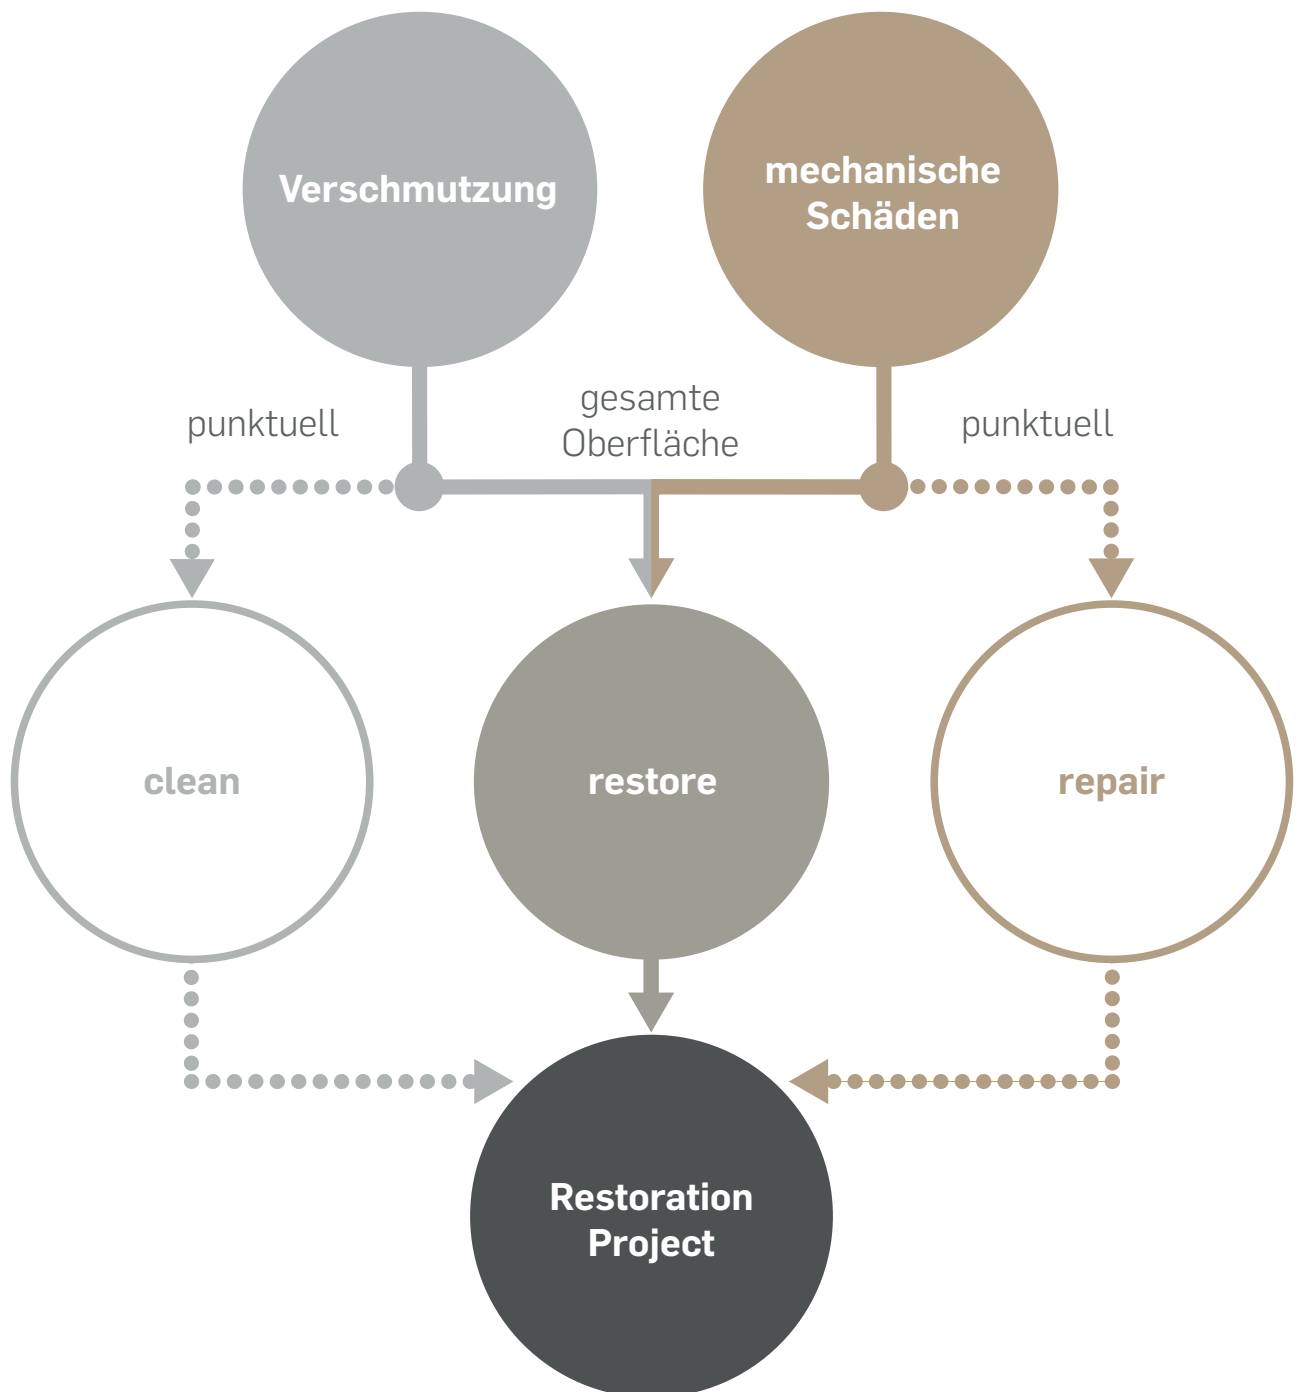 Verschmutzung
mechanische
Schäden
punktuell
gesamte
Oberfläche
punktuell
clean
restore
repair
Restoration
Project